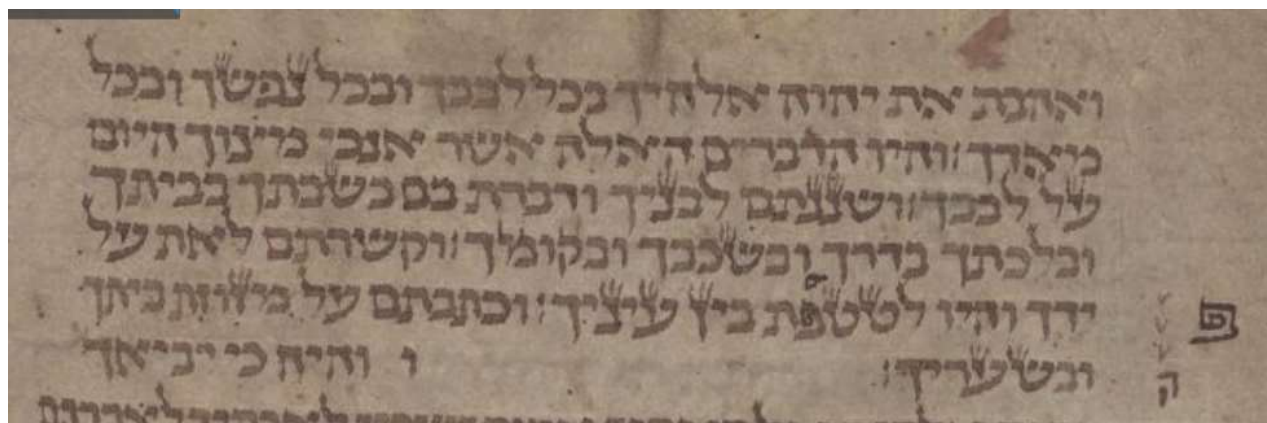 ואהבת את יהוה אלהיך בכל לבבך ובכל נפשך ובכל
מאדך : והיו הדברים האלה אשר אנכי מצוך היום
על לבבך : ושננתם לבניך ודברת בם בשבתך בביתך
ובלכתך בדרך ובשכבך ובקומך : וקשרתם לאת על
ידך והיו לטטפת בין עיניך : וכתבתם על מזוזת ביתך
ובשעריך : ו והיה כי יביאך
פ
ה